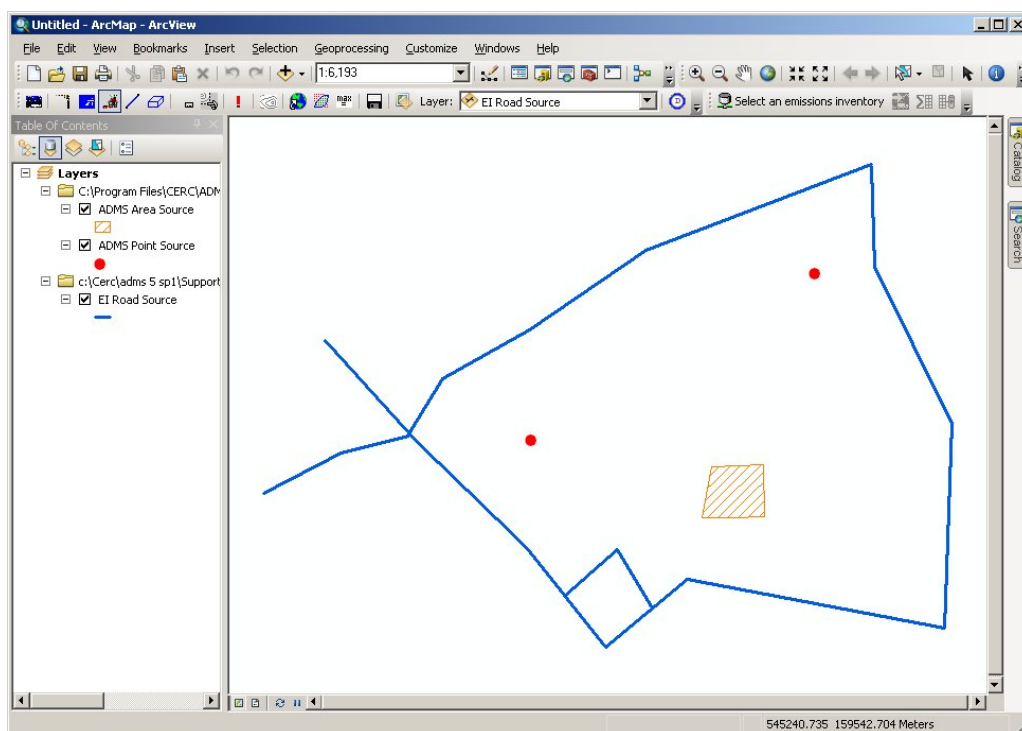 Untitled - ArcMap - ArcView
File Edit View Bookmarks Insert Selection Geoprocessing Customize Windows Help
1:6,193
Layer: EI Road Source Select an emissions inventory
Table Of Contents
Layers
C:\Program Files\CERC\ADM
ADMS Area Source
ADMS Point Source
c:\Cerc\adms 5 sp1\Support
EI Road Source
Catalog
Search
545240.735 159542.704 Meters